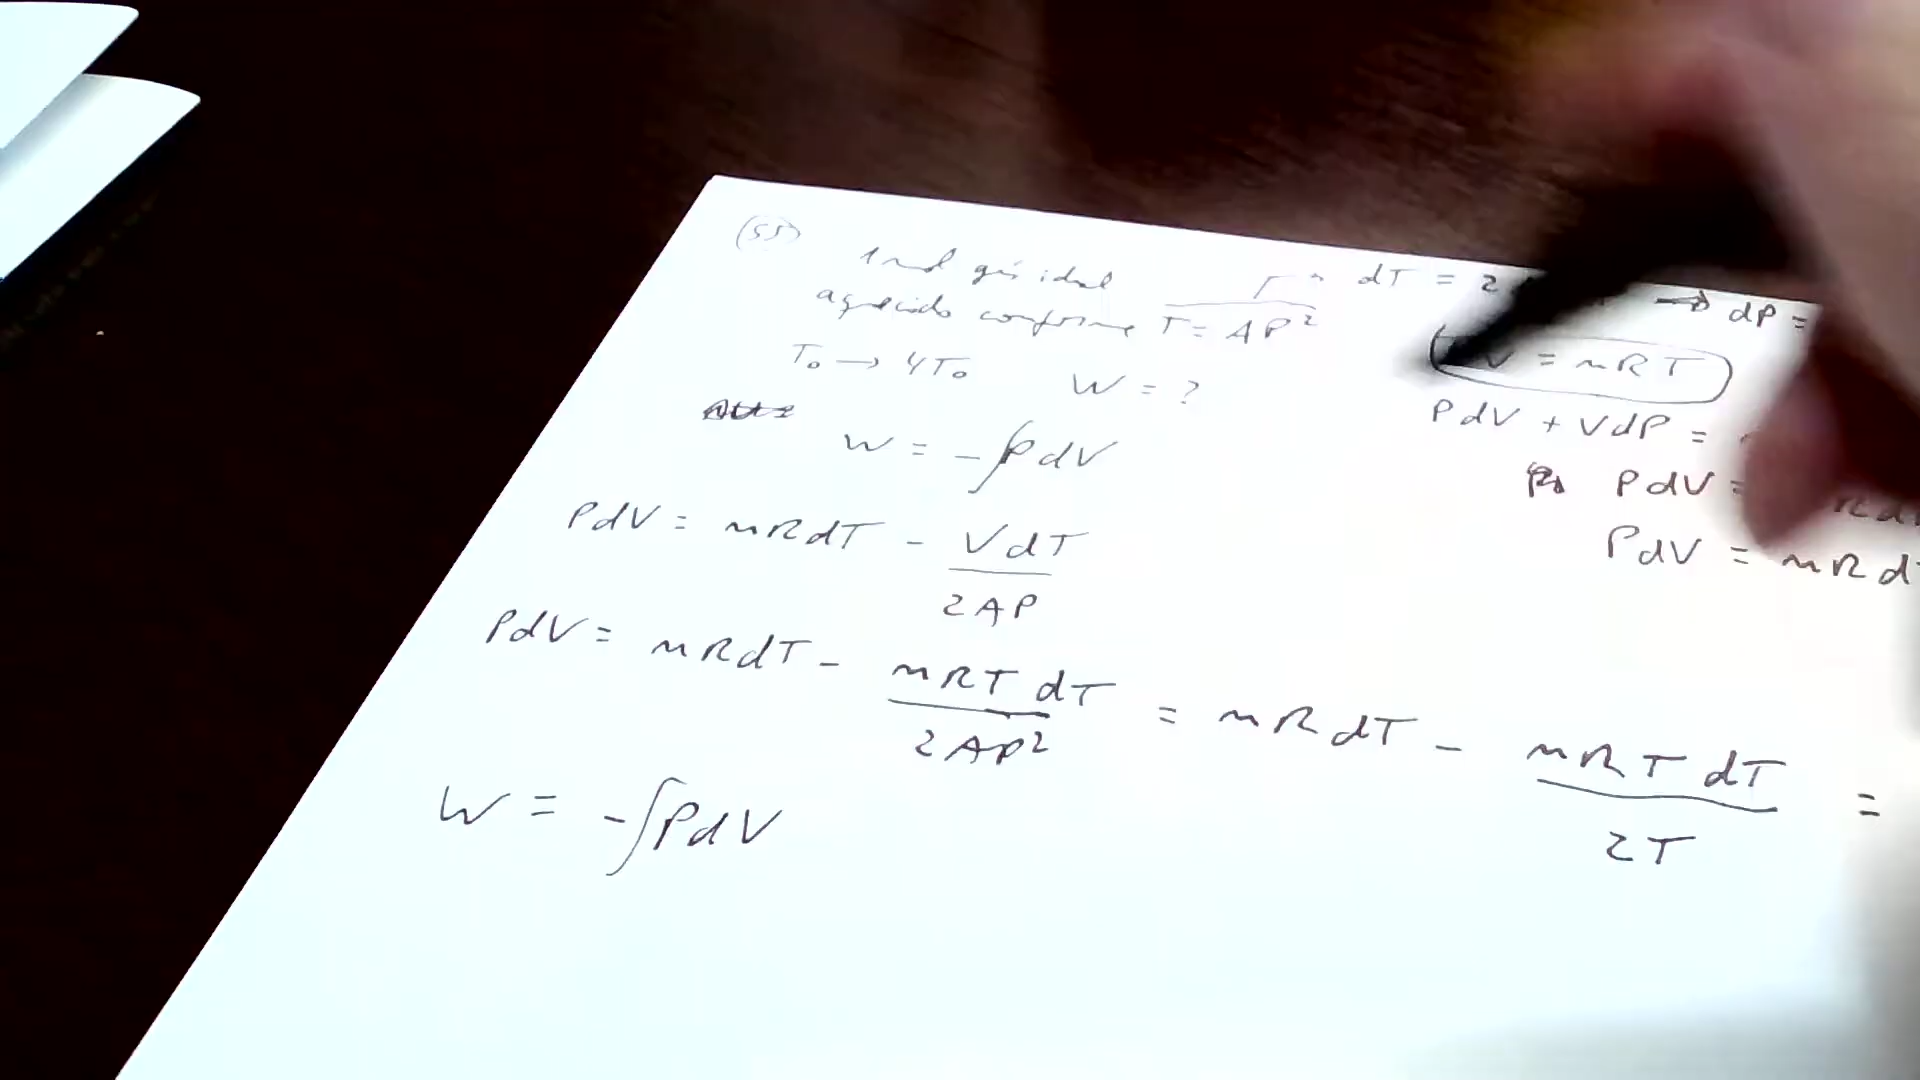 (55)
1 mol gás ideal
aquecido conforme T = AP²
T₀ → 4T₀ W = ?
W = -∫PdV
PdV = nRdT - VdT / 2AP
PdV = nRdT - nRT dT / 2AP² = nRdT - nRT dT / 2T =
W = -∫PdV
dT = 2 → dP =
V = nRT
PdV + VdP =
PdV =
PdV = nRd